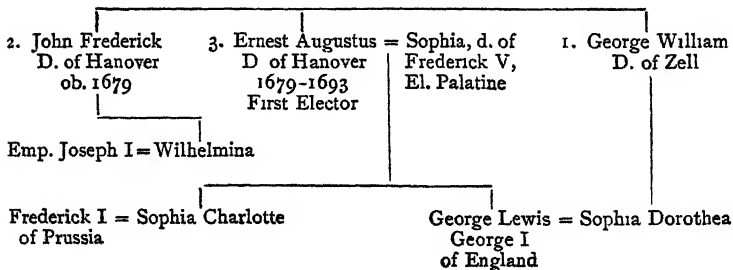 2. John Frederick
D. of Hanover
ob. 1679
3. Ernest Augustus = Sophia, d. of
D of Hanover Frederick V,
1679-1693 El. Palatine
First Elector
1. George William
D. of Zell
Emp. Joseph I = Wilhelmina
Frederick I = Sophia Charlotte
of Prussia
George Lewis = Sophia Dorothea
George I
of England